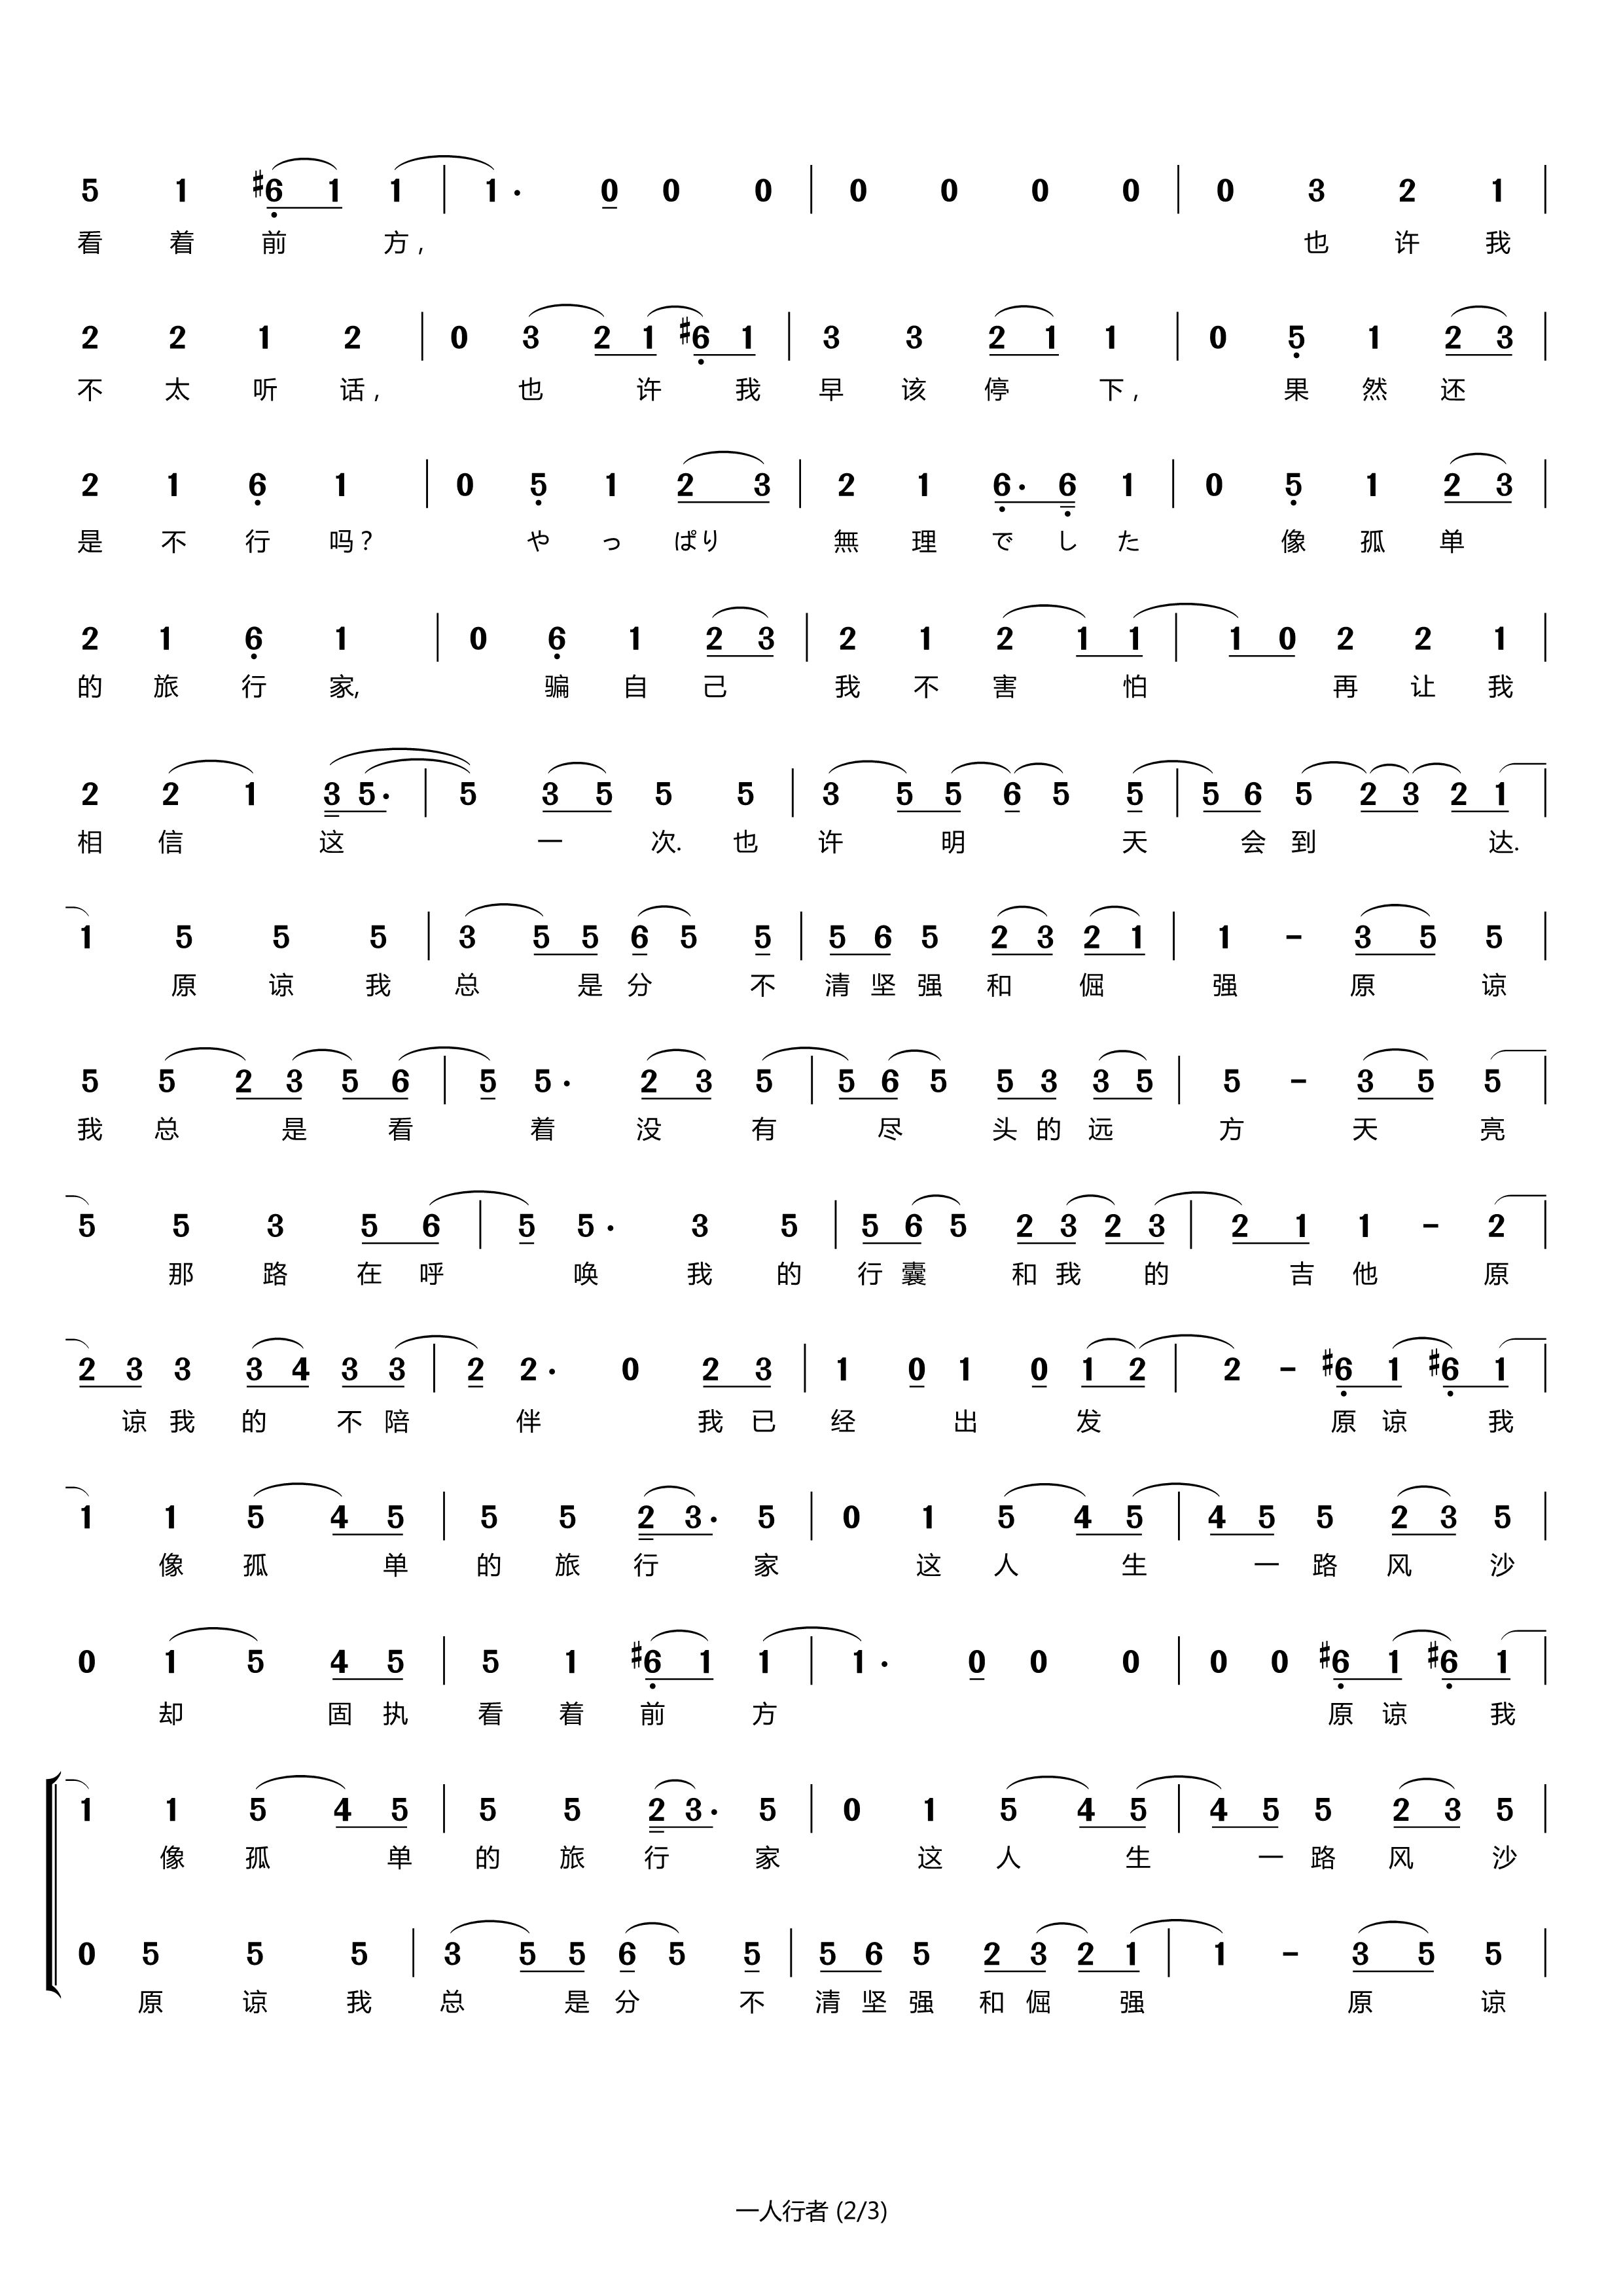 5 1 #6 1 1 | 1· 0 0 0 | 0 0 0 0 | 0 3 2 1 |
看 着 前 方, 也 许 我
2 2 1 2 | 0 3 2 1 #6 1 | 3 3 2 1 1 | 0 5 1 2 3 |
不 太 听 话, 也 许 我 早 该 停 下, 果 然 还
2 1 6 1 | 0 5 1 2 3 | 2 1 6· 6 1 | 0 5 1 2 3 |
是 不 行 吗? や っ ぱり 無 理 で し た 像 孤 单
2 1 6 1 | 0 6 1 2 3 | 2 1 2 1 1 | 1 0 2 2 1 |
的 旅 行 家, 骗 自 己 我 不 害 怕 再 让 我
2 2 1 3 5· | 5 3 5 5 5 | 3 5 5 6 5 5 | 5 6 5 2 3 2 1 |
相 信 这 一 次. 也 许 明 天 会 到 达.
1 5 5 5 | 3 5 5 6 5 5 | 5 6 5 2 3 2 1 | 1 - 3 5 5 |
原 谅 我 总 是 分 不 清 坚 强 和 倔 强 原 谅
5 5 2 3 5 6 | 5 5· 2 3 5 | 5 6 5 5 3 3 5 | 5 - 3 5 5 |
我 总 是 看 着 没 有 尽 头 的 远 方 天 亮
5 5 3 5 6 | 5 5· 3 5 | 5 6 5 2 3 2 3 | 2 1 1 - 2 |
那 路 在 呼 唤 我 的 行 囊 和 我 的 吉 他 原
2 3 3 3 4 3 3 | 2 2· 0 2 3 | 1 0 1 0 1 2 | 2 - #6 1 #6 1 |
谅 我 的 不 陪 伴 我 已 经 出 发 原 谅 我
1 1 5 4 5 | 5 5 2 3· 5 | 0 1 5 4 5 | 4 5 5 2 3 5 |
像 孤 单 的 旅 行 家 这 人 生 一 路 风 沙
0 1 5 4 5 | 5 1 #6 1 1 | 1· 0 0 0 | 0 0 #6 1 #6 1 |
却 固 执 看 着 前 方 原 谅 我
1 1 5 4 5 | 5 5 2 3· 5 | 0 1 5 4 5 | 4 5 5 2 3 5 |
像 孤 单 的 旅 行 家 这 人 生 一 路 风 沙
0 5 5 5 | 3 5 5 6 5 5 | 5 6 5 2 3 2 1 | 1 - 3 5 5 |
原 谅 我 总 是 分 不 清 坚 强 和 倔 强 原 谅
一人行者 (2/3)